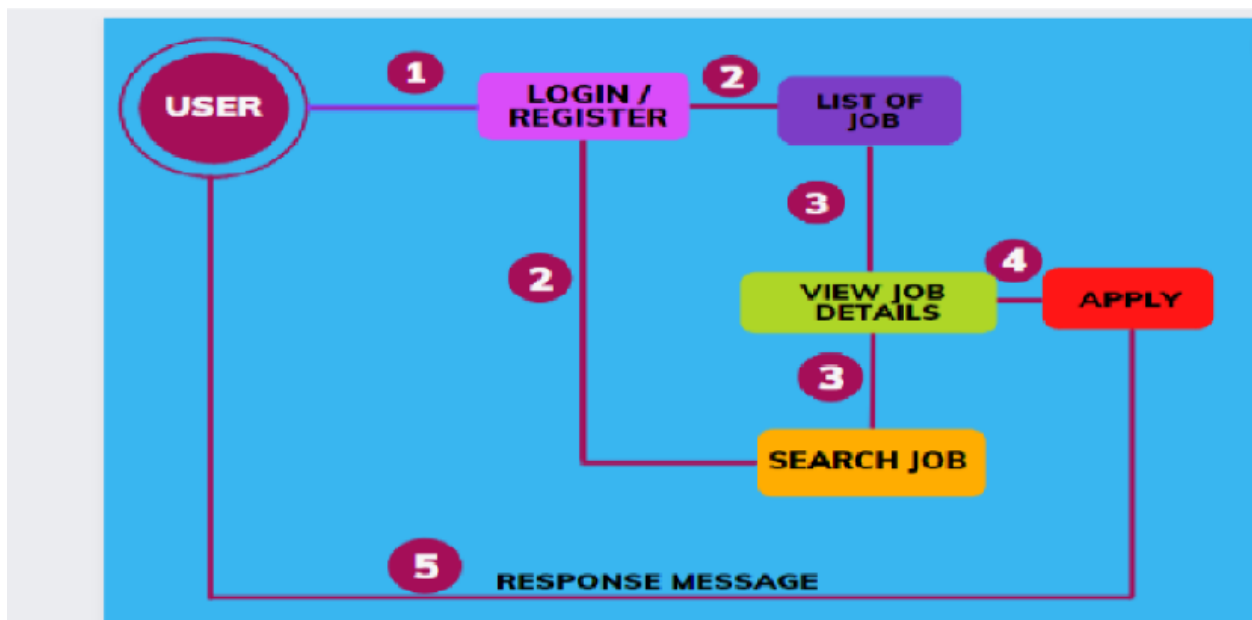 USER
1
LOGIN /
REGISTER
2
LIST OF
JOB
3
2
VIEW JOB
DETAILS
4
APPLY
3
SEARCH JOB
5
RESPONSE MESSAGE